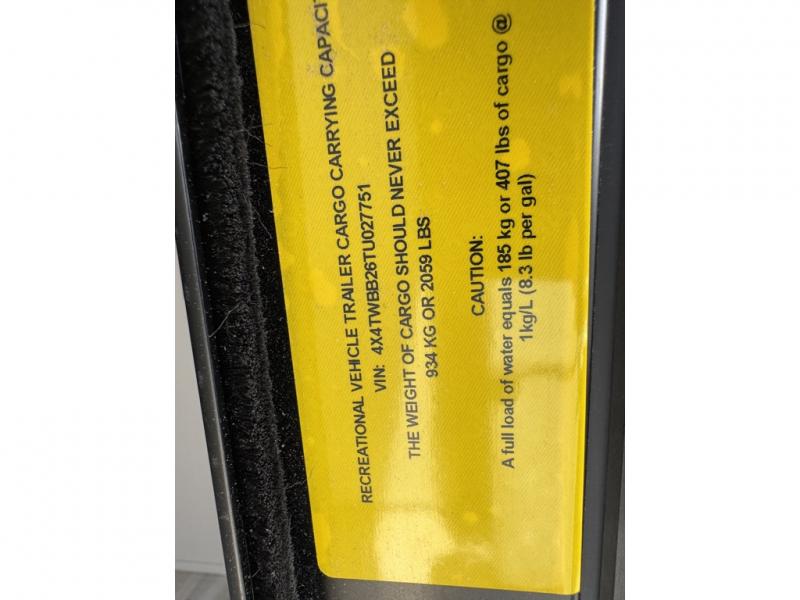 RECREATIONAL VEHICLE TRAILER CARGO CARRYING
VIN: 4X4TWBB26TU027751
THE WEIGHT OF CARGO SHOULD NEVER EXCEED
934 KG OR 2059 LBS
CAUTION:
A full load of water equals 185 kg or 407 lbs of cargo @
1kg/L (8.3 lb per gal)